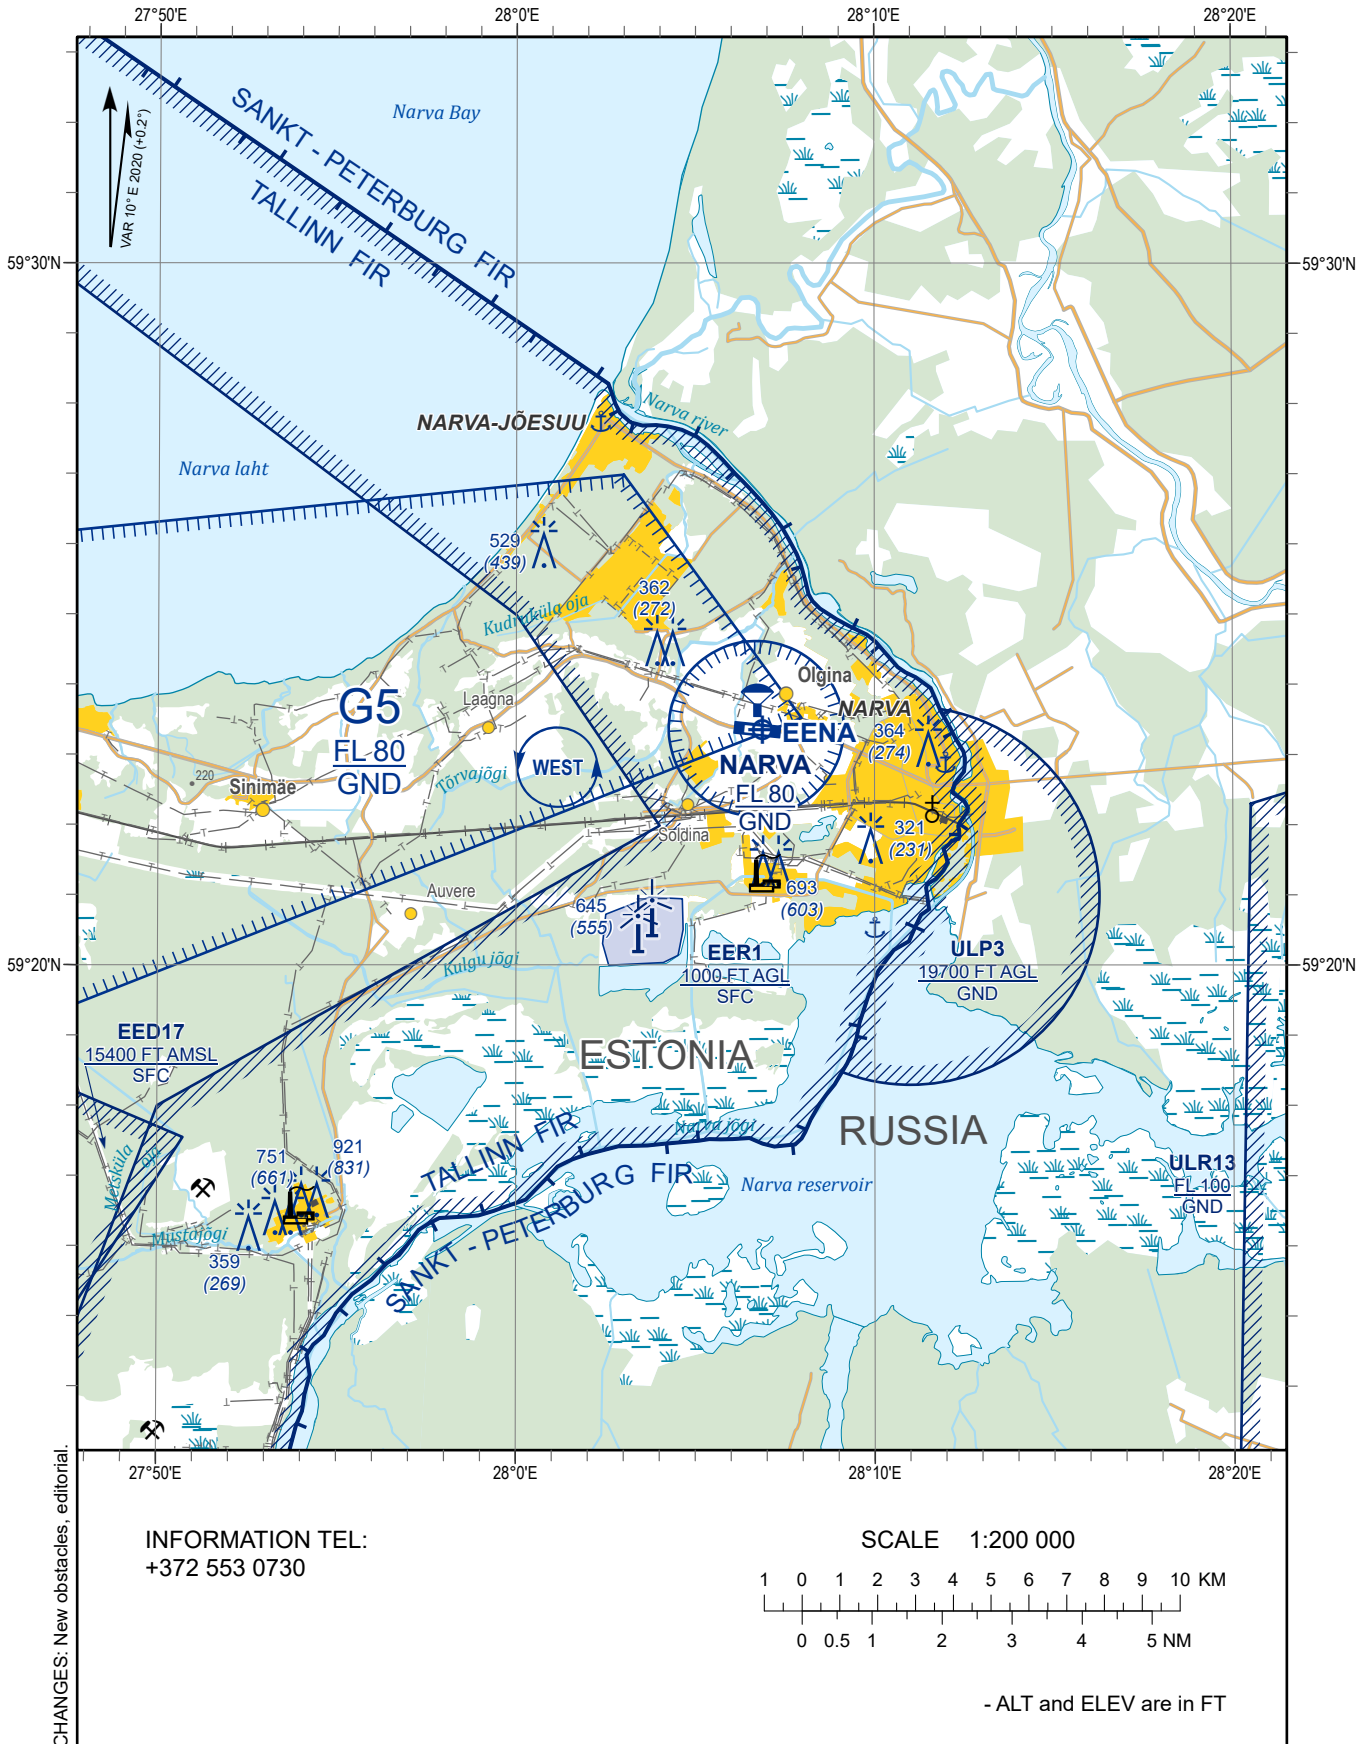 27°50'E
28°0'E
28°10'E
28°20'E
VAR 10° E 2020 (+0.2°)
Narva Bay
SANKT - PETERBURG FIR
TALLINN FIR
59°30'N
59°30'N
NARVA-JÕESUU
Narva river
Narva laht
529
(439)
362
(272)
Kudruküla oja
Olgina
Laagna
G5
FL 80
GND
NARVA
364
(274)
EENA
NARVA
FL 80
GND
WEST
Tõrvajõgi
220
Sinimäe
Soldina
321
(231)
Auvere
693
(603)
645
(555)
Kulgu jõgi
EER1
1000 FT AGL
SFC
ULP3
19700 FT AGL
GND
59°20'N
59°20'N
EED17
15400 FT AMSL
SFC
ESTONIA
RUSSIA
Narva jõgi
TALLINN FIR
SANKT - PETERBURG FIR
Narva reservoir
ULR13
FL 100
GND
Metsküla
oja
751
(661)
921
(831)
Mustajõgi
359
(269)
27°50'E
28°0'E
28°10'E
28°20'E
CHANGES: New obstacles, editorial.
INFORMATION TEL:
+372 553 0730
SCALE 1:200 000
1 0 1 2 3 4 5 6 7 8 9 10 KM
0 0.5 1 2 3 4 5 NM
- ALT and ELEV are in FT